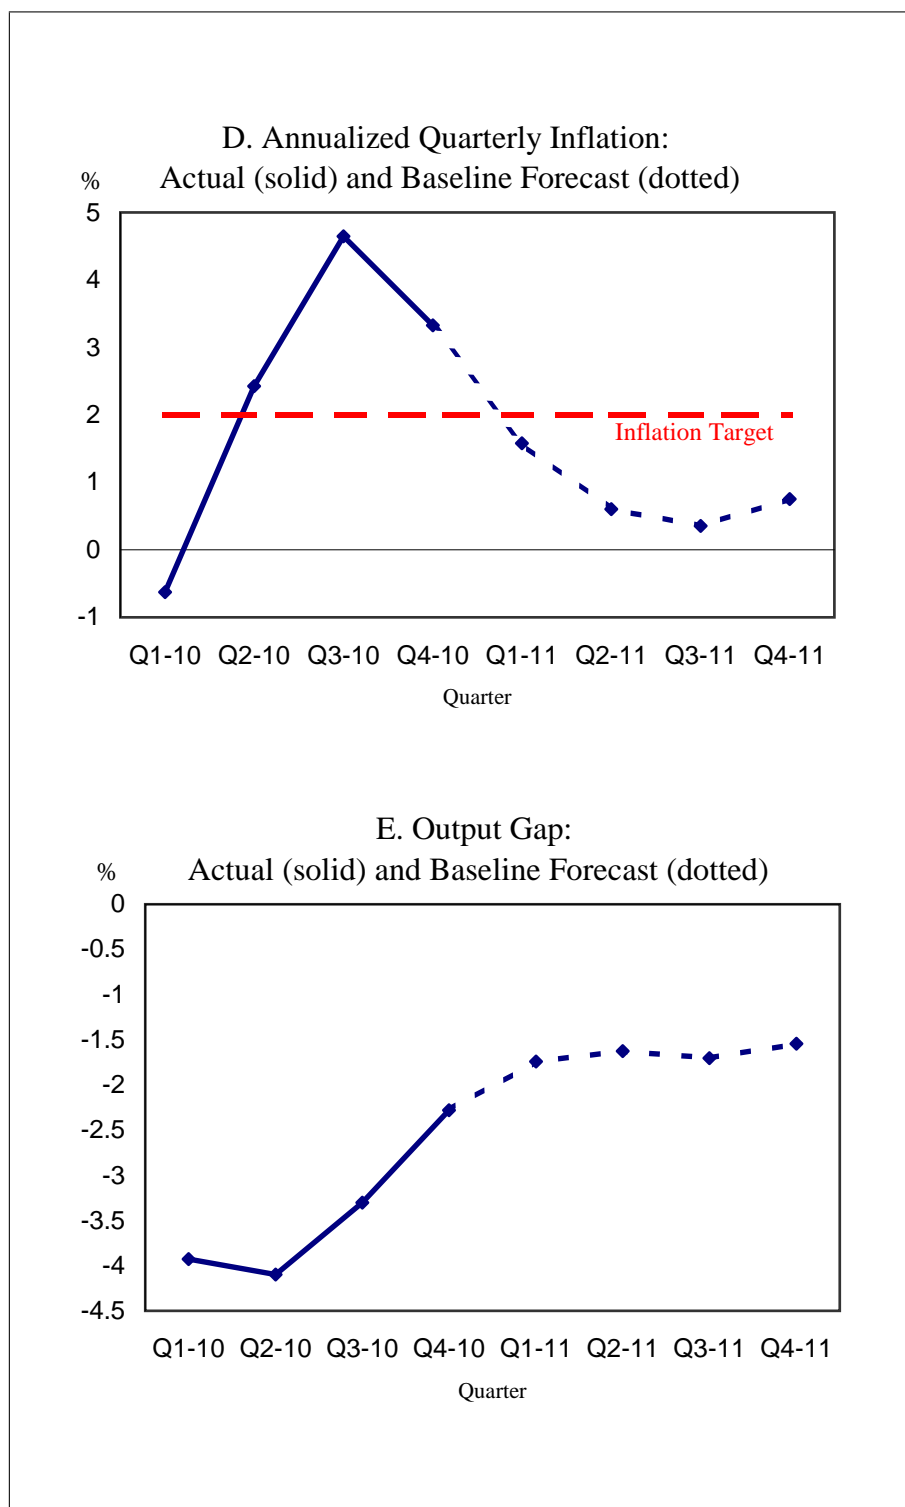 D. Annualized Quarterly Inflation:
Actual (solid) and Baseline Forecast (dotted)
%
5
4
3
2
1
0
-1
Inflation Target
Q1-10 Q2-10 Q3-10 Q4-10 Q1-11 Q2-11 Q3-11 Q4-11
Quarter
E. Output Gap:
Actual (solid) and Baseline Forecast (dotted)
%
0
-0.5
-1
-1.5
-2
-2.5
-3
-3.5
-4
-4.5
Q1-10 Q2-10 Q3-10 Q4-10 Q1-11 Q2-11 Q3-11 Q4-11
Quarter